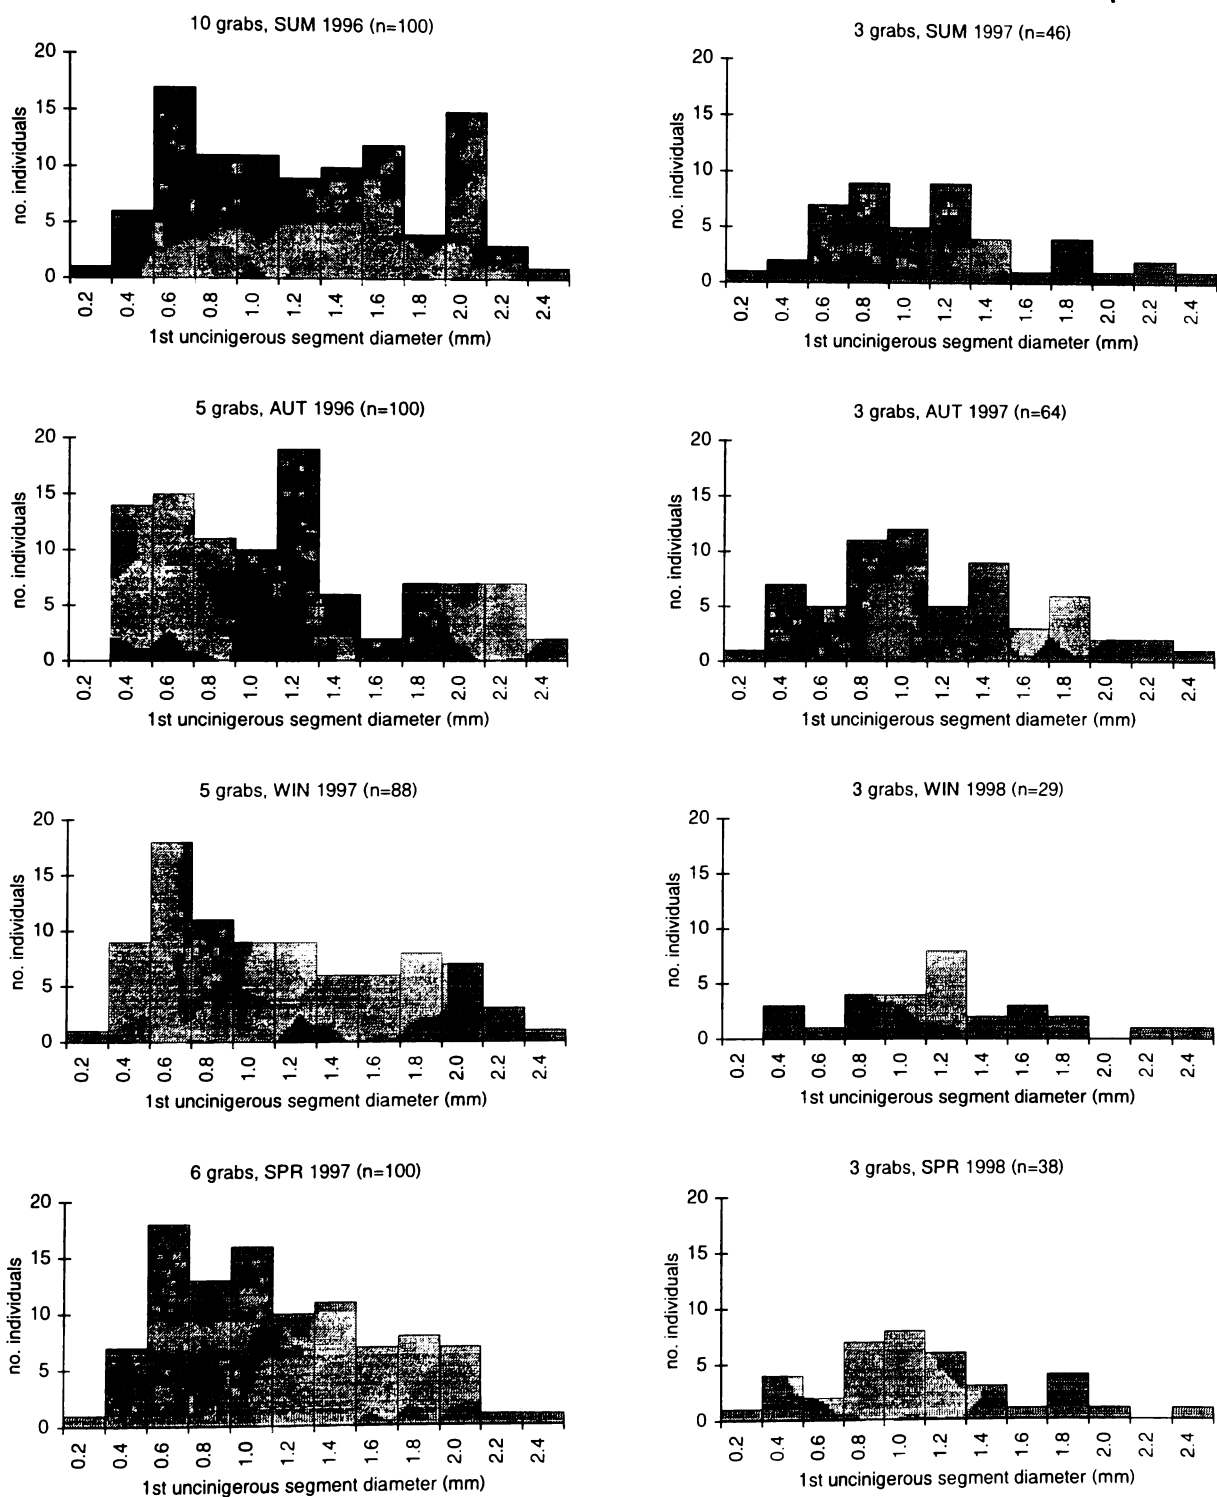 10 grabs, SUM 1996 (n=100)
20
15
10
5
0
no. individuals
0.2 0.4 0.6 0.8 1.0 1.2 1.4 1.6 1.8 2.0 2.2 2.4
1st uncinigerous segment diameter (mm)
3 grabs, SUM 1997 (n=46)
20
15
10
5
0
no. individuals
0.2 0.4 0.6 0.8 1.0 1.2 1.4 1.6 1.8 2.0 2.2 2.4
1st uncinigerous segment diameter (mm)
5 grabs, AUT 1996 (n=100)
20
15
10
5
0
no. individuals
0.2 0.4 0.6 0.8 1.0 1.2 1.4 1.6 1.8 2.0 2.2 2.4
1st uncinigerous segment diameter (mm)
3 grabs, AUT 1997 (n=64)
20
15
10
5
0
no. individuals
0.2 0.4 0.6 0.8 1.0 1.2 1.4 1.6 1.8 2.0 2.2 2.4
1st uncinigerous segment diameter (mm)
5 grabs, WIN 1997 (n=88)
20
15
10
5
0
no. individuals
0.2 0.4 0.6 0.8 1.0 1.2 1.4 1.6 1.8 2.0 2.2 2.4
1st uncinigerous segment diameter (mm)
3 grabs, WIN 1998 (n=29)
20
15
10
5
0
no. individuals
0.2 0.4 0.6 0.8 1.0 1.2 1.4 1.6 1.8 2.0 2.2 2.4
1st uncinigerous segment diameter (mm)
6 grabs, SPR 1997 (n=100)
20
15
10
5
0
no. individuals
0.2 0.4 0.6 0.8 1.0 1.2 1.4 1.6 1.8 2.0 2.2 2.4
1st uncinigerous segment diameter (mm)
3 grabs, SPR 1998 (n=38)
20
15
10
5
0
no. individuals
0.2 0.4 0.6 0.8 1.0 1.2 1.4 1.6 1.8 2.0 2.2 2.4
1st uncinigerous segment diameter (mm)